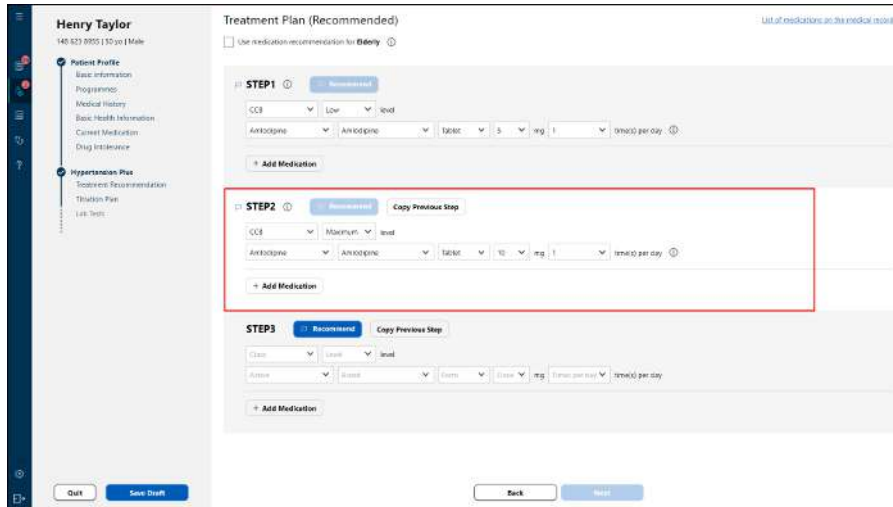 Henry Taylor
148 623 8955 | 50 yo | Male
Patient Profile
Basic Information
Programmes
Medical History
Basic Health Information
Current Medication
Drug Intolerance
Hypertension Plus
Treatment Recommendation
Titration Plan
Lab Tests
Quit
Save Draft
Treatment Plan (Recommended)
List of medications on the medical record
Use medication recommendation for Elderly
STEP1
Recommend
CCB Low level
Amlodipine Amlodipine Tablet 5 mg 1 time(s) per day
+ Add Medication
STEP2
Recommend
Copy Previous Step
CCB Maximum level
Amlodipine Amlodipine Tablet 10 mg 1 time(s) per day
+ Add Medication
STEP3
Recommend
Copy Previous Step
Class Level level
Active Brand Form Dose mg Times per day time(s) per day
+ Add Medication
Back
Next